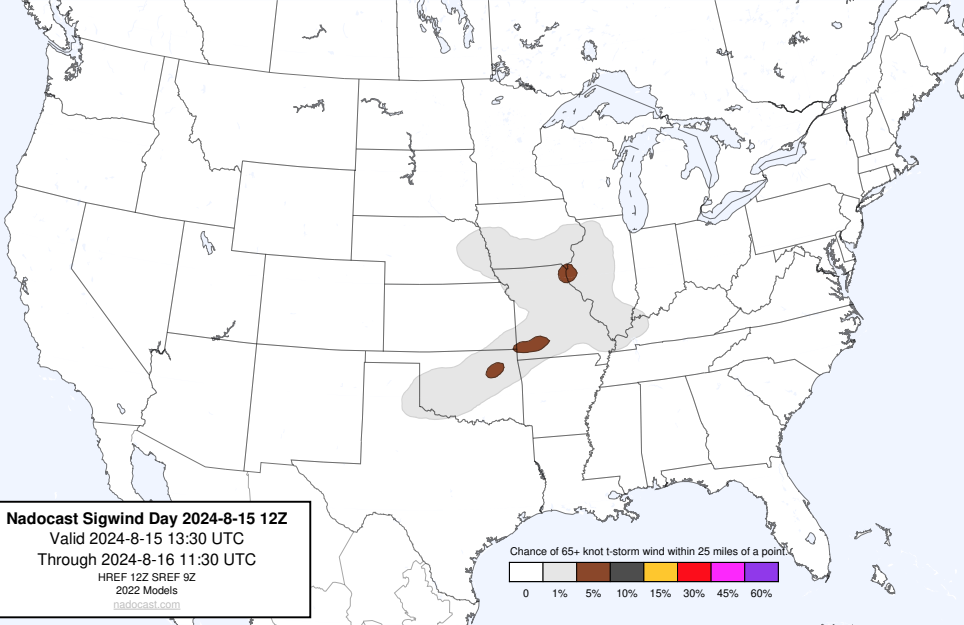 Nadocast Sigwind Day 2024-8-15 12Z
Valid 2024-8-15 13:30 UTC
Through 2024-8-16 11:30 UTC
HREF 12Z SREF 9Z
2022 Models
nadocast.com
Chance of 65+ knot t-storm wind within 25 miles of a point.
0 1% 5% 10% 15% 30% 45% 60%